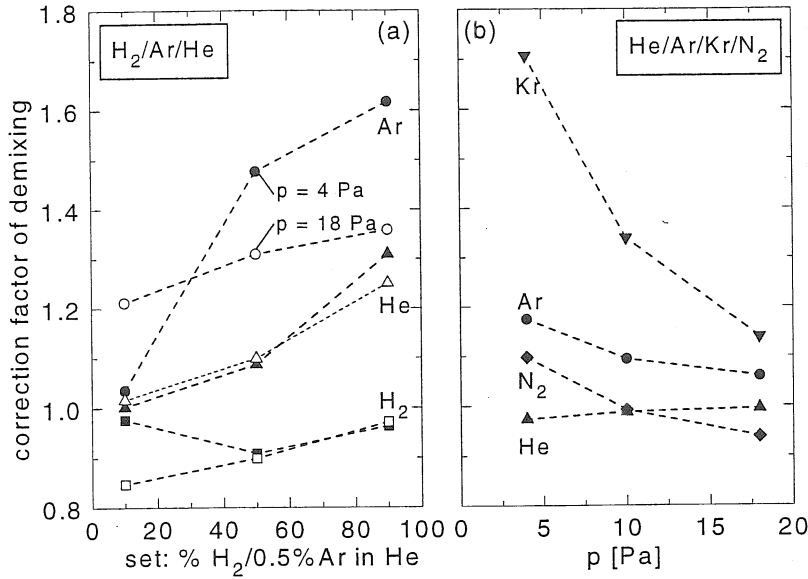 correction factor of demixing
1.8
1.6
1.4
1.2
1.0
0.8
H2/Ar/He
(a)
Ar
p = 4 Pa
p = 18 Pa
He
H2
0 20 40 60 80 100
set: % H2/0.5%Ar in He
(b)
He/Ar/Kr/N2
Kr
Ar
N2
He
0 5 10 15 20
p [Pa]